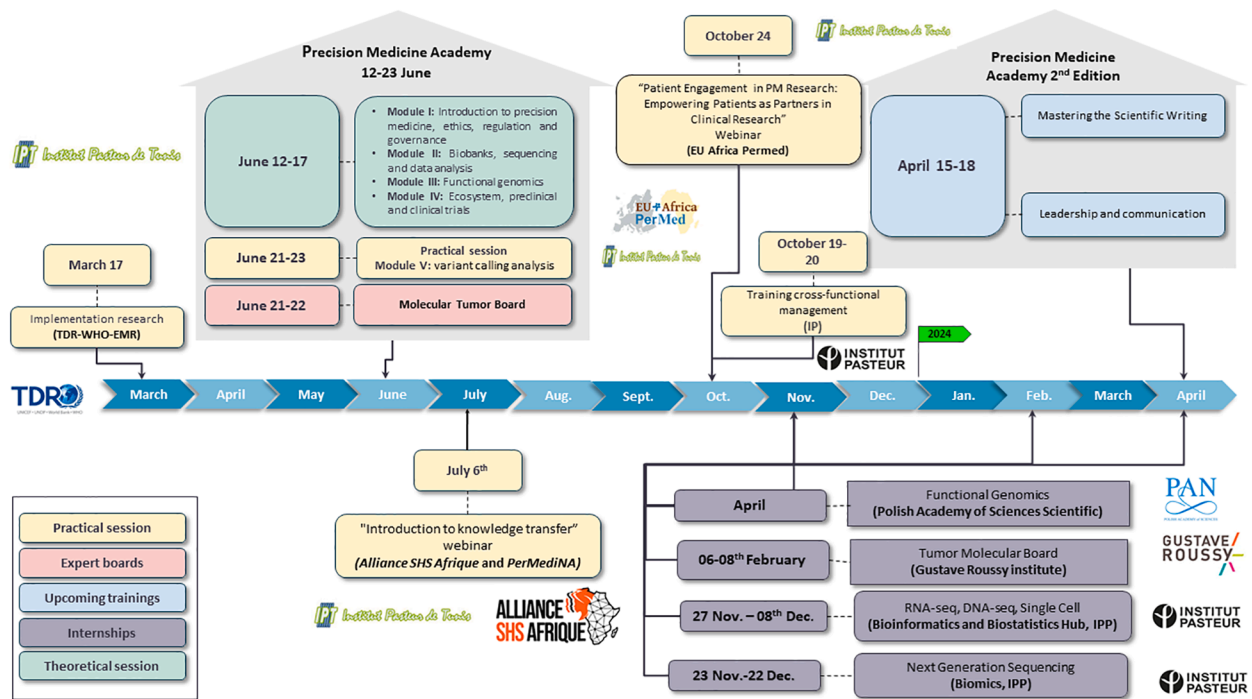 Precision Medicine Academy
12-23 June
IPT Institut Pasteur de Tunis
June 12-17
• Module I: Introduction to precision
medicine, ethics, regulation and
governance
• Module II: Biobanks, sequencing
and data analysis
• Module III: Functional genomics
• Module IV: Ecosystem, preclinical
and clinical trials
June 21-23
Practical session
Module V: variant calling analysis
June 21-22
Molecular Tumor Board
March 17
Implementation research
(TDR-WHO-EMR)
October 24
IPT Institut Pasteur de Tunis
"Patient Engagement in PM Research:
Empowering Patients as Partners in
Clinical Research"
Webinar
(EU Africa Permed)
EU+Africa
PerMed
IPT Institut Pasteur de Tunis
October 19-
20
Training cross-functional
management
(IP)
INSTITUT
PASTEUR
Precision Medicine
Academy 2nd Edition
April 15-18
Mastering the Scientific Writing
Leadership and communication
2024
TDR
UNICEF • UNDP • World Bank • WHO
March
April
May
June
July
Aug.
Sept.
Oct.
Nov.
Dec.
Jan.
Feb.
March
April
July 6th
"Introduction to knowledge transfer"
webinar
(Alliance SHS Afrique and PerMediNA)
IPT Institut Pasteur de Tunis
ALLIANCE
SHS AFRIQUE
Practical session
Expert boards
Upcoming trainings
Internships
Theoretical session
April
Functional Genomics
(Polish Academy of Sciences Scientific)
PAN
06-08th February
Tumor Molecular Board
(Gustave Roussy institute)
GUSTAVE
ROUSSY
27 Nov. – 08th Dec.
RNA-seq, DNA-seq, Single Cell
(Bioinformatics and Biostatistics Hub, IPP)
INSTITUT
PASTEUR
23 Nov.-22 Dec.
Next Generation Sequencing
(Biomics, IPP)
INSTITUT
PASTEUR